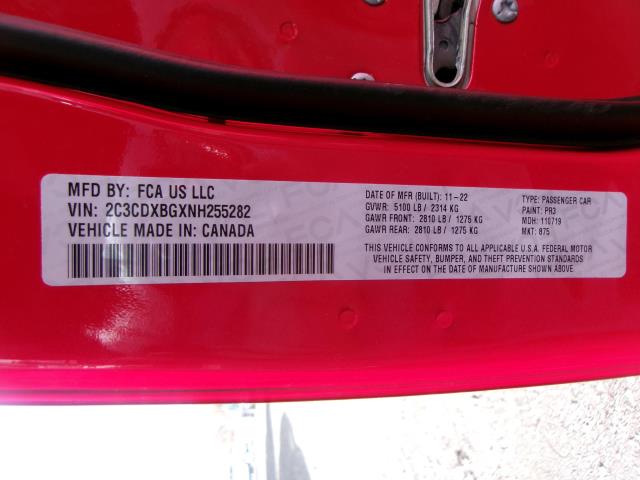 MFD BY: FCA US LLC
VIN: 2C3CDXBGXNH255282
VEHICLE MADE IN: CANADA
DATE OF MFR (BUILT): 11-22
GVWR: 5100 LB / 2314 KG
GAWR FRONT: 2810 LB / 1275 KG
GAWR REAR: 2810 LB / 1275 KG
TYPE: PASSENGER CAR
PAINT: PR3
MDH: 110719
MKT: 875
THIS VEHICLE CONFORMS TO ALL APPLICABLE U.S.A. FEDERAL MOTOR
VEHICLE SAFETY, BUMPER, AND THEFT PREVENTION STANDARDS
IN EFFECT ON THE DATE OF MANUFACTURE SHOWN ABOVE.